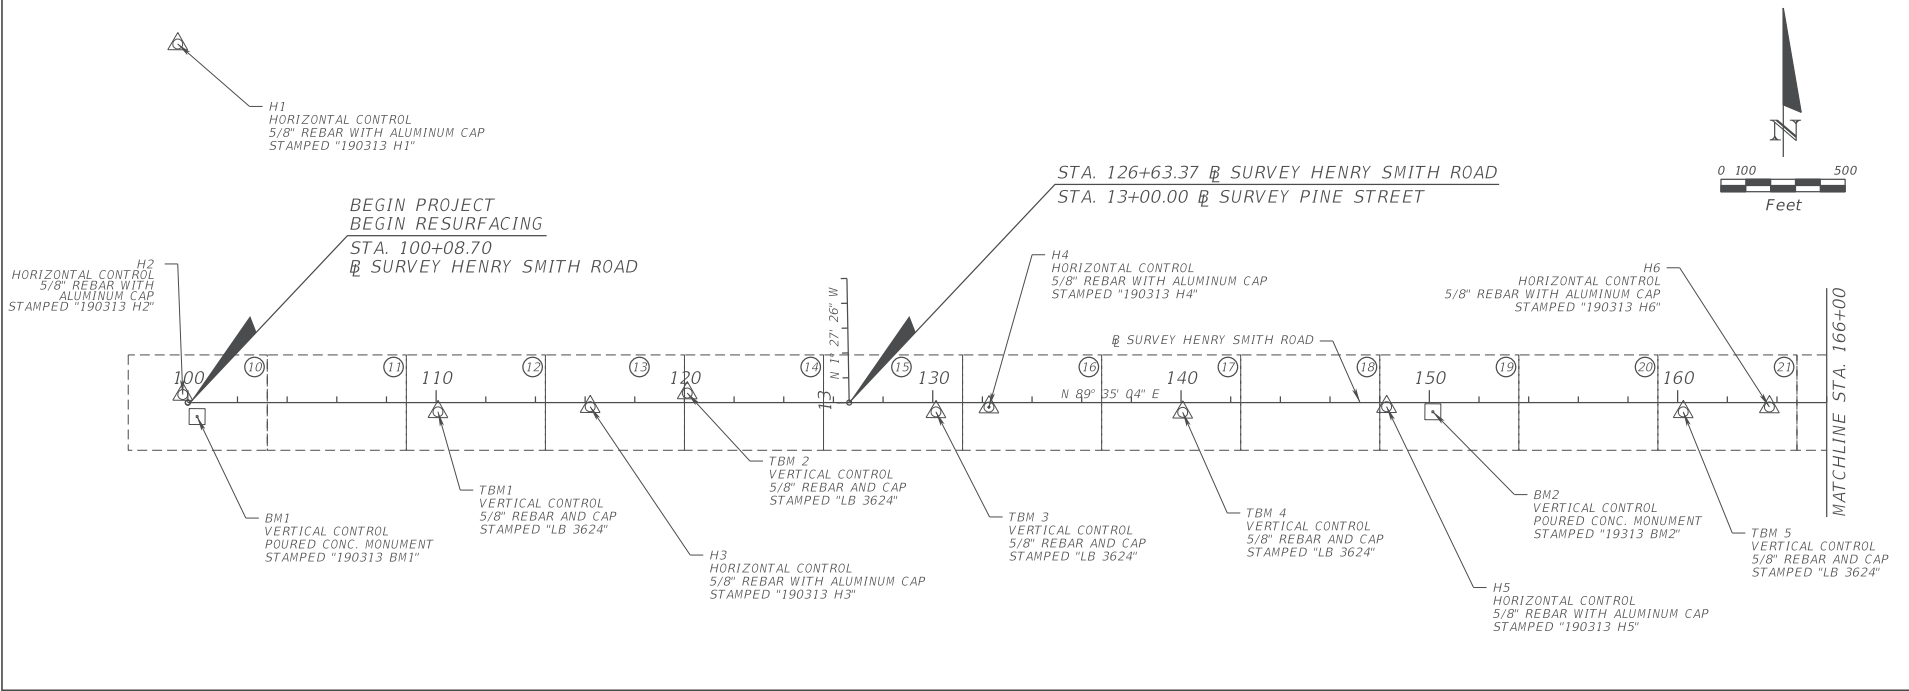 H1
HORIZONTAL CONTROL
5/8" REBAR WITH ALUMINUM CAP
STAMPED "190313 H1"
N
0 100 500
Feet
STA. 126+63.37 BL SURVEY HENRY SMITH ROAD
STA. 13+00.00 BL SURVEY PINE STREET
BEGIN PROJECT
BEGIN RESURFACING
STA. 100+08.70
BL SURVEY HENRY SMITH ROAD
H2
HORIZONTAL CONTROL
5/8" REBAR WITH
ALUMINUM CAP
STAMPED "190313 H2"
H4
HORIZONTAL CONTROL
5/8" REBAR WITH ALUMINUM CAP
STAMPED "190313 H4"
H6
HORIZONTAL CONTROL
5/8" REBAR WITH ALUMINUM CAP
STAMPED "190313 H6"
N 1° 27' 26" W
13
BL SURVEY HENRY SMITH ROAD
MATCHLINE STA. 166+00
10 11 12 13 14 15 16 17 18 19 20 21
100 110 120 130 140 150 160
N 89° 35' 04" E
BM1
VERTICAL CONTROL
POURED CONC. MONUMENT
STAMPED "190313 BM1"
TBM1
VERTICAL CONTROL
5/8" REBAR AND CAP
STAMPED "LB 3624"
H3
HORIZONTAL CONTROL
5/8" REBAR WITH ALUMINUM CAP
STAMPED "190313 H3"
TBM 2
VERTICAL CONTROL
5/8" REBAR AND CAP
STAMPED "LB 3624"
TBM 3
VERTICAL CONTROL
5/8" REBAR AND CAP
STAMPED "LB 3624"
TBM 4
VERTICAL CONTROL
5/8" REBAR AND CAP
STAMPED "LB 3624"
H5
HORIZONTAL CONTROL
5/8" REBAR WITH ALUMINUM CAP
STAMPED "190313 H5"
BM2
VERTICAL CONTROL
POURED CONC. MONUMENT
STAMPED "19313 BM2"
TBM 5
VERTICAL CONTROL
5/8" REBAR AND CAP
STAMPED "LB 3624"